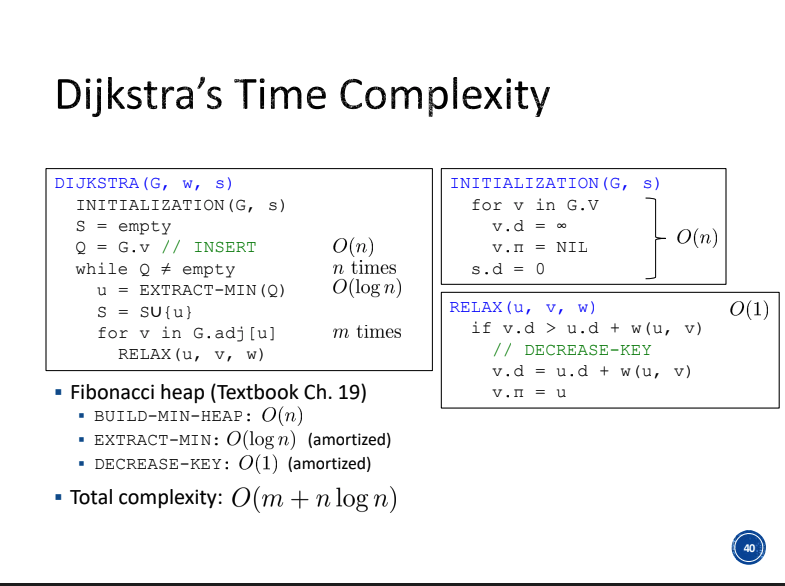 Dijkstra's Time Complexity
DIJKSTRA(G, w, s)
INITIALIZATION(G, s)
S = empty
Q = G.v // INSERT O(n)
while Q ≠ empty n times
u = EXTRACT-MIN(Q) O(log n)
S = S∪{u}
for v in G.adj[u] m times
RELAX(u, v, w)
INITIALIZATION(G, s)
for v in G.V
v.d = ∞
v.π = NIL
s.d = 0
O(n)
RELAX(u, v, w) O(1)
if v.d > u.d + w(u, v)
// DECREASE-KEY
v.d = u.d + w(u, v)
v.π = u
▪ Fibonacci heap (Textbook Ch. 19)
▪ BUILD-MIN-HEAP: O(n)
▪ EXTRACT-MIN: O(log n) (amortized)
▪ DECREASE-KEY: O(1) (amortized)
▪ Total complexity: O(m + n log n)
40